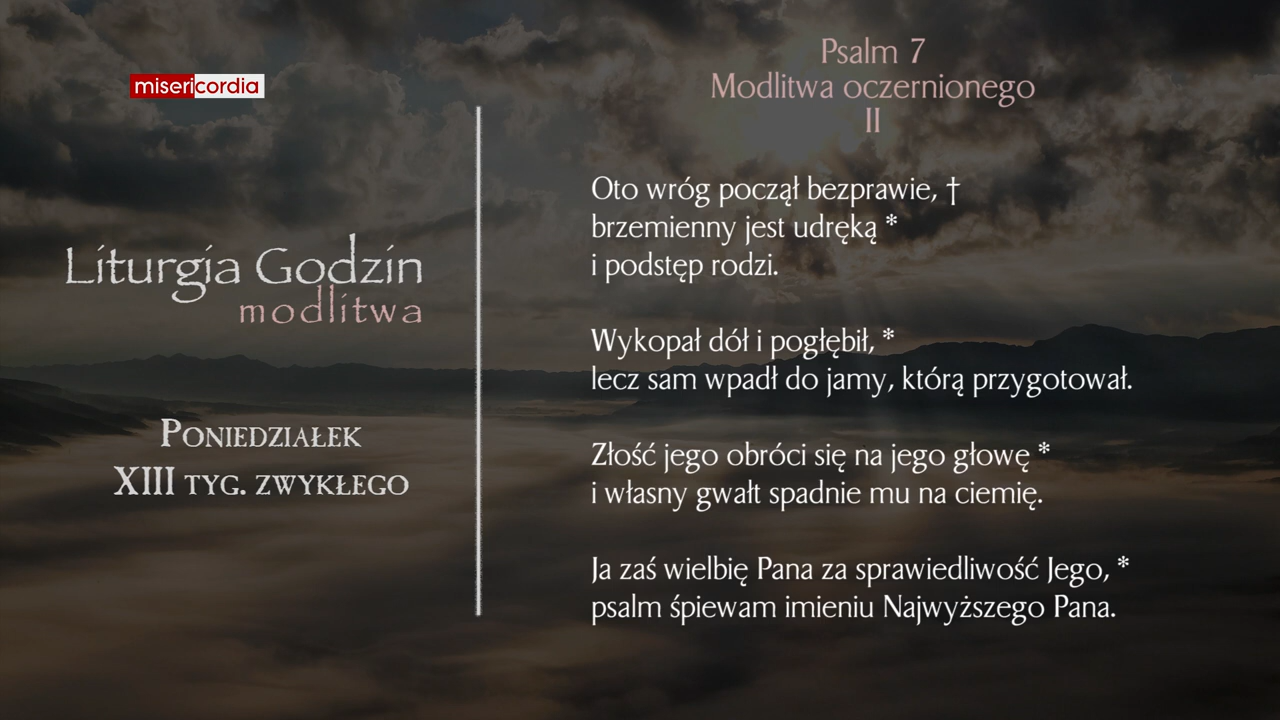 misericordia
Liturgia Godzin
modlitwa
Poniedziałek
XIII tyg. zwykłego
Psalm 7
Modlitwa oczernionego
II
Oto wróg począł bezprawie, †
brzemienny jest udręką *
i podstęp rodzi.
Wykopał dół i pogłębił, *
lecz sam wpadł do jamy, którą przygotował.
Złość jego obróci się na jego głowę *
i własny gwałt spadnie mu na ciemię.
Ja zaś wielbię Pana za sprawiedliwość Jego, *
psalm śpiewam imieniu Najwyższego Pana.